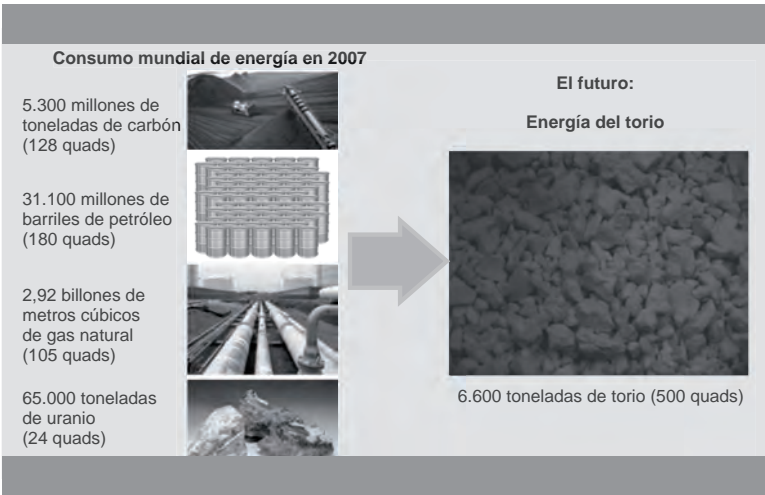 Consumo mundial de energía en 2007
5.300 millones de
toneladas de carbón
(128 quads)
31.100 millones de
barriles de petróleo
(180 quads)
2,92 billones de
metros cúbicos
de gas natural
(105 quads)
65.000 toneladas
de uranio
(24 quads)
El futuro:
Energía del torio
6.600 toneladas de torio (500 quads)